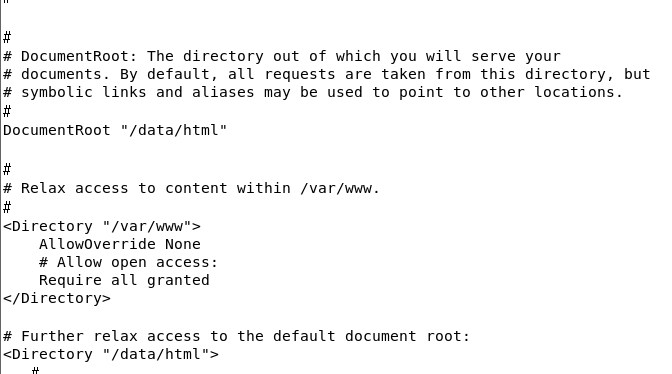 #
# DocumentRoot: The directory out of which you will serve your
# documents. By default, all requests are taken from this directory, but
# symbolic links and aliases may be used to point to other locations.
#
DocumentRoot "/data/html"
#
# Relax access to content within /var/www.
#
<Directory "/var/www">
    AllowOverride None
    # Allow open access:
    Require all granted
</Directory>
# Further relax access to the default document root:
<Directory "/data/html">
    #